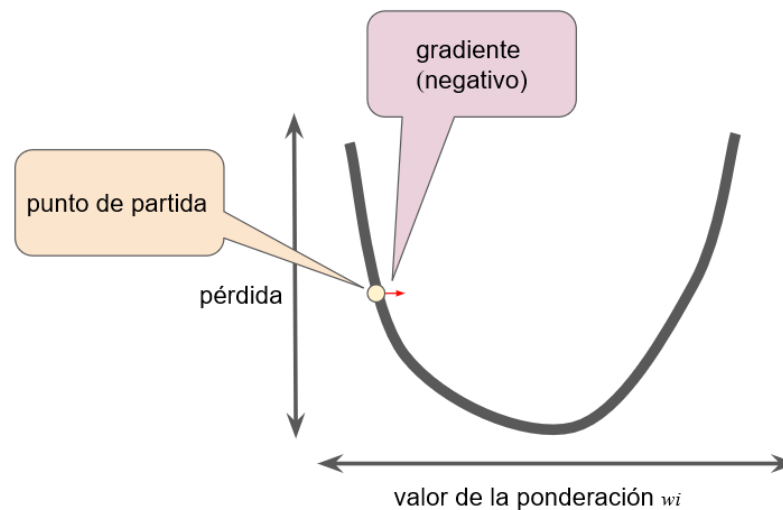 gradiente
(negativo)
punto de partida
pérdida
valor de la ponderación wi